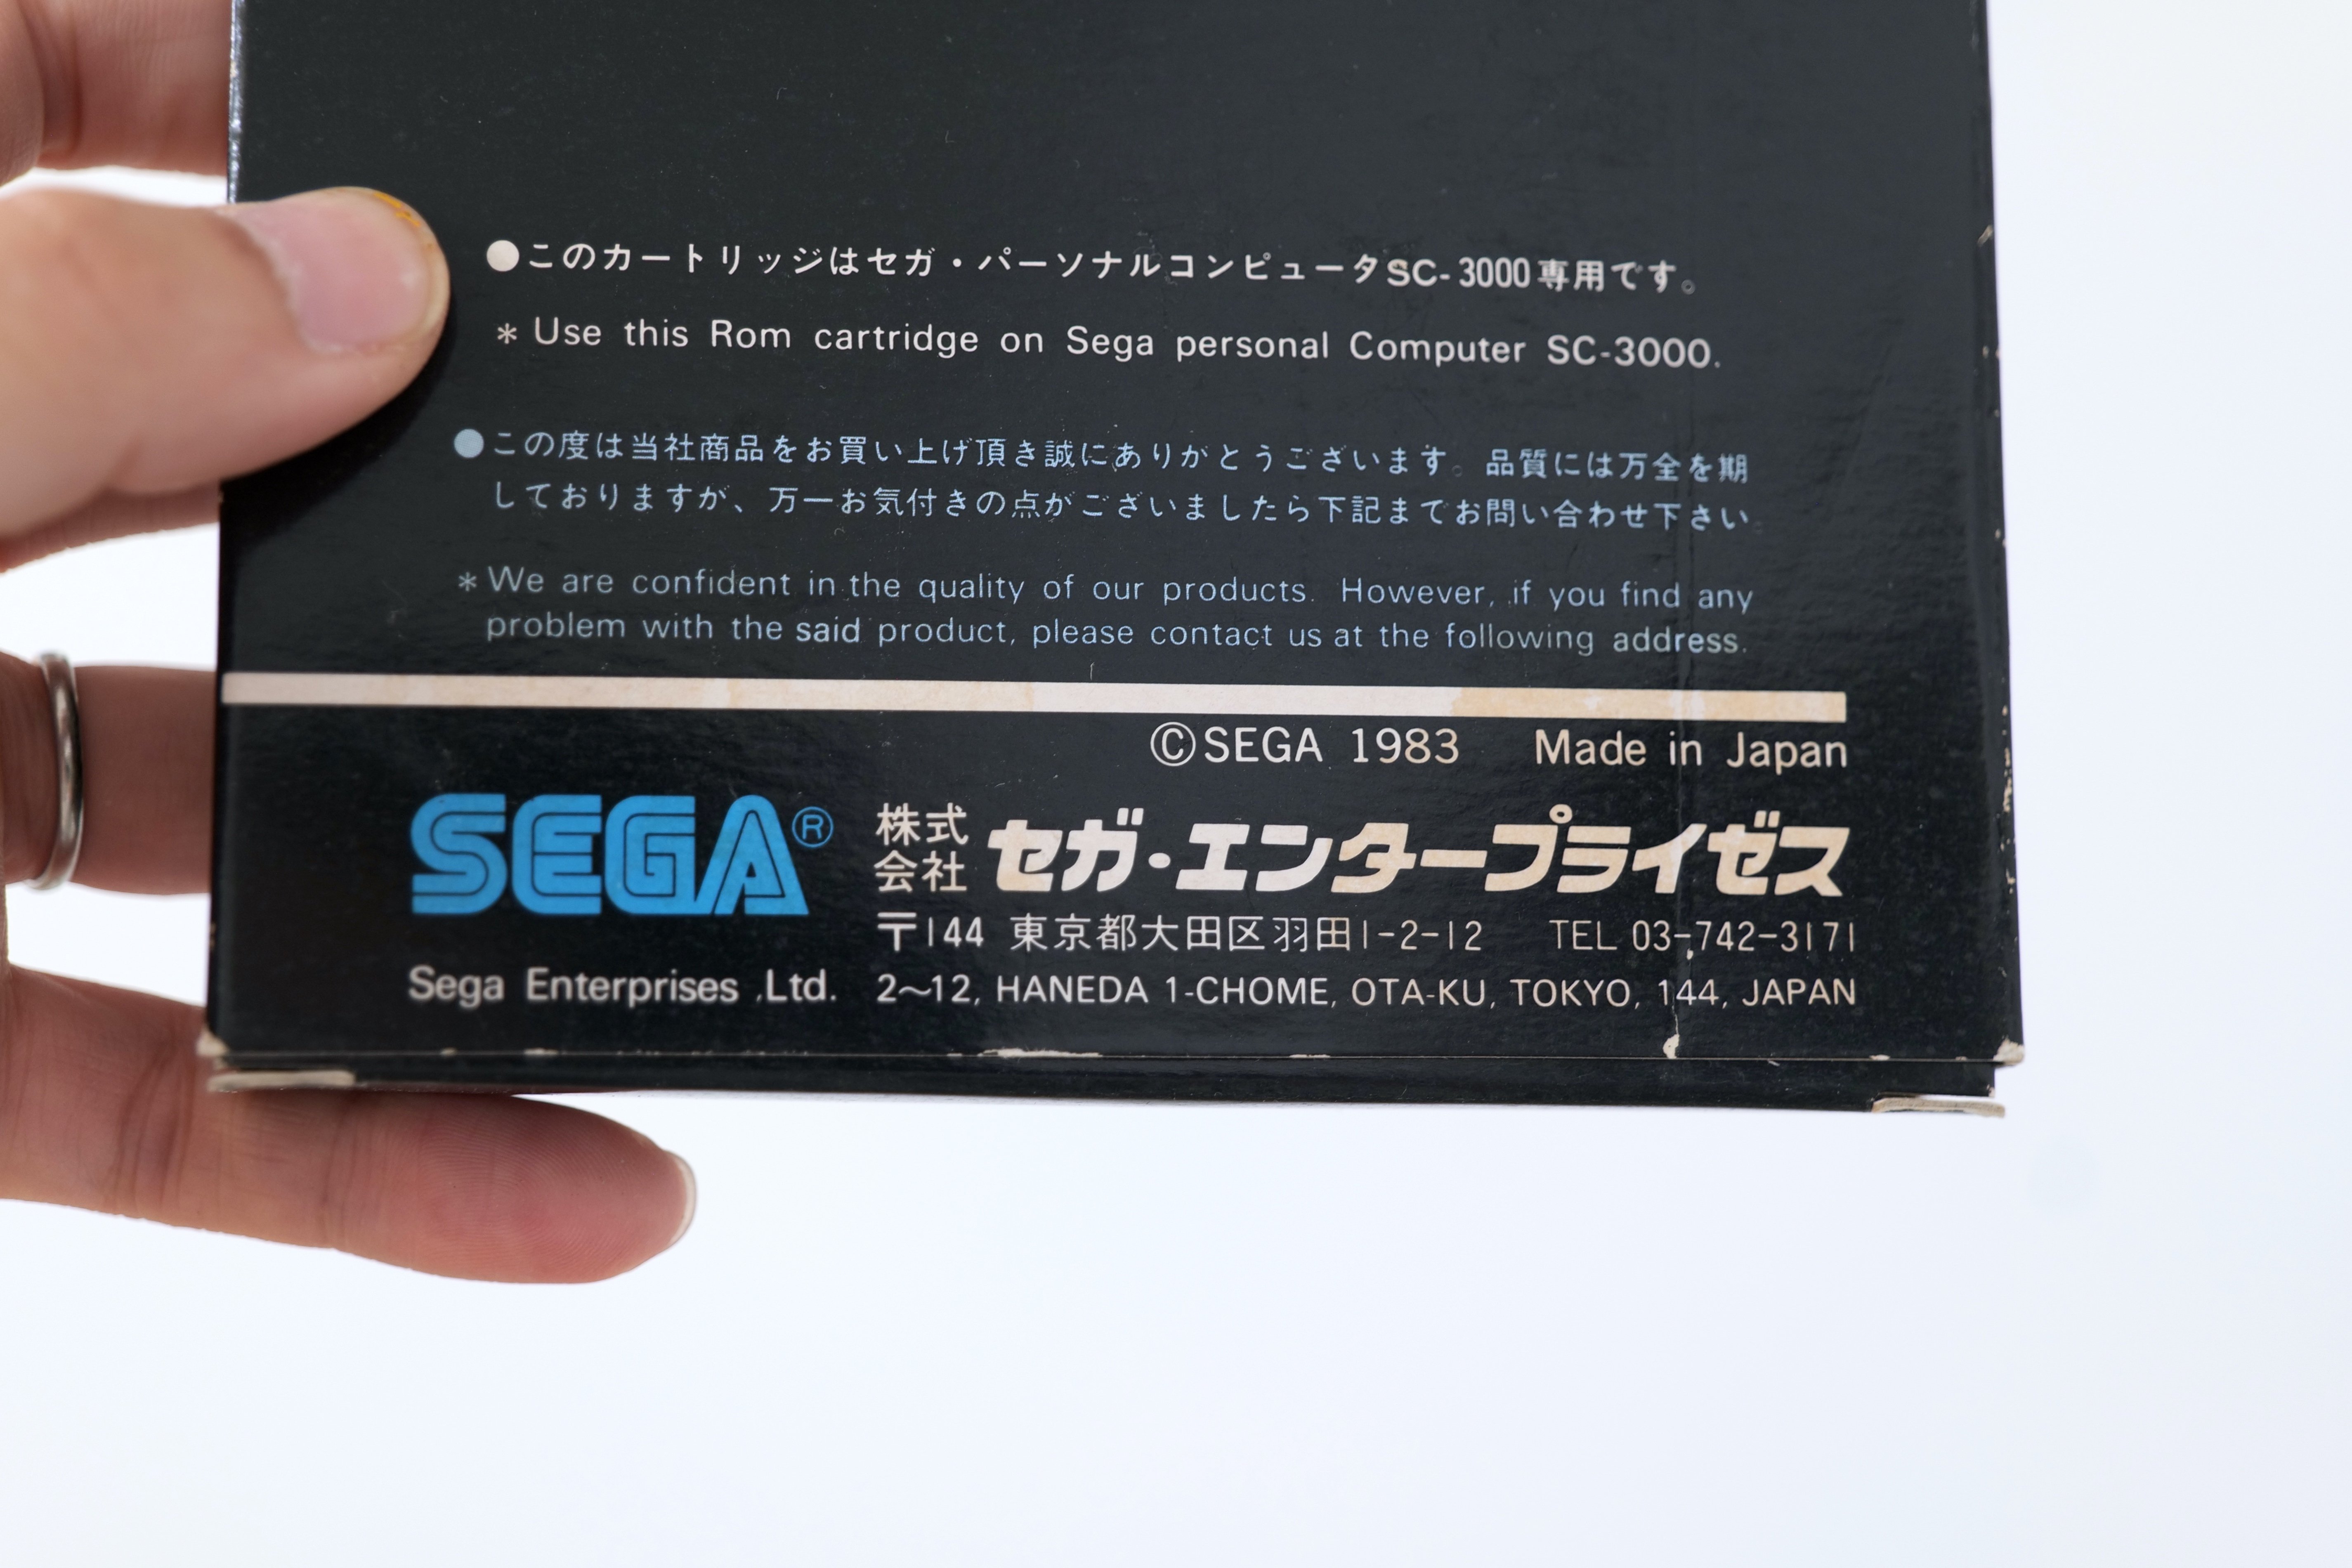 ●このカートリッジはセガ・パーソナルコンピュータSC-3000専用です。
* Use this Rom cartridge on Sega personal Computer SC-3000.
●この度は当社商品をお買い上げ頂き誠にありがとうございます。品質には万全を期
しておりますが、万一お気付きの点がございましたら下記までお問い合わせ下さい。
* We are confident in the quality of our products. However, if you find any
problem with the said product, please contact us at the following address.
©SEGA 1983 Made in Japan
SEGA® 株式会社 セガ・エンタープライゼス
〒144 東京都大田区羽田1-2-12 TEL 03-742-3171
Sega Enterprises ,Ltd. 2〜12, HANEDA 1-CHOME, OTA-KU, TOKYO, 144, JAPAN